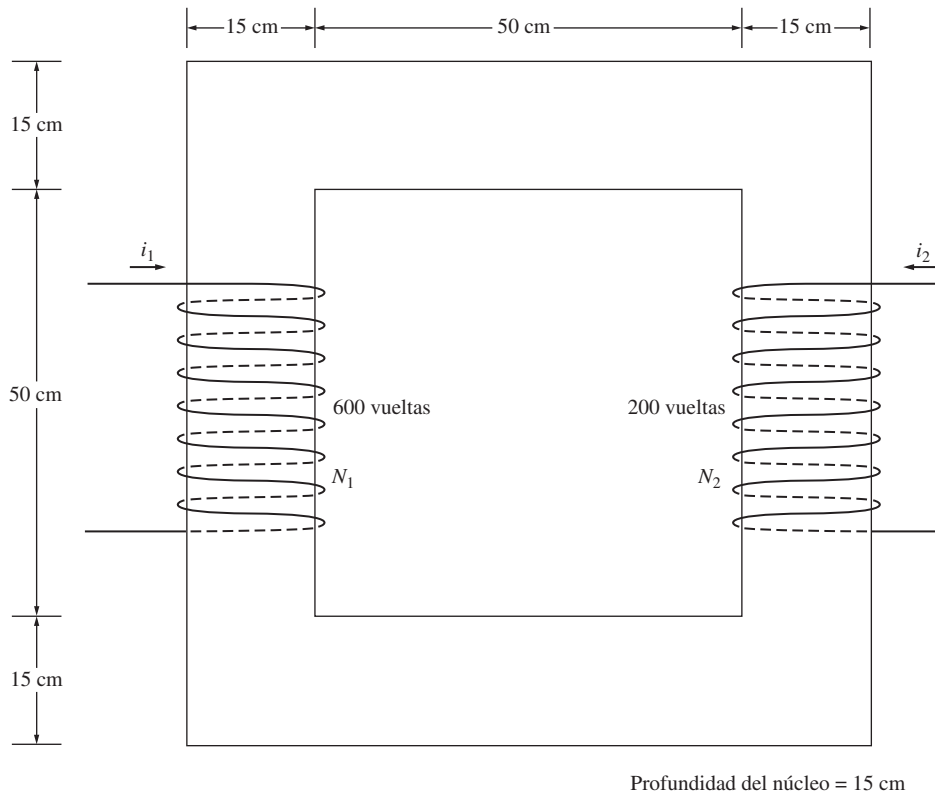 15 cm
50 cm
15 cm
15 cm
i1
i2
50 cm
600 vueltas
200 vueltas
N1
N2
15 cm
Profundidad del núcleo = 15 cm